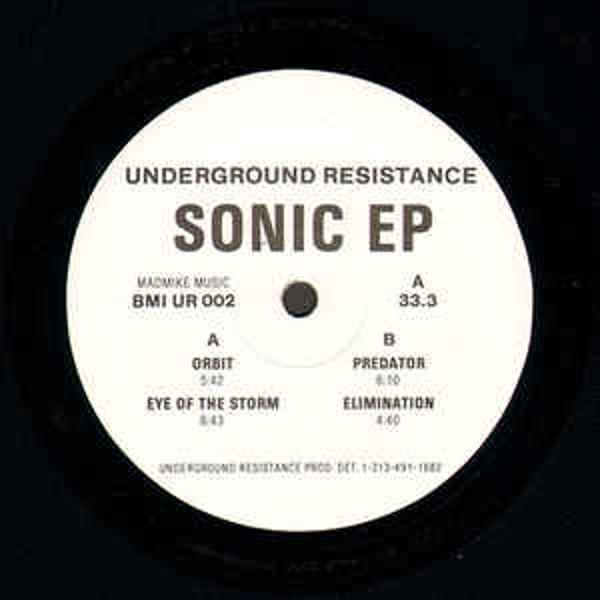 UNDERGROUND RESISTANCE
SONIC EP
MADMIKE MUSIC
BMI UR 002
A
33.3
A
ORBIT
5:42
EYE OF THE STORM
6:43
B
PREDATOR
6:10
ELIMINATION
4:40
UNDERGROUND RESISTANCE PROD. DET. 1-313-491-1682